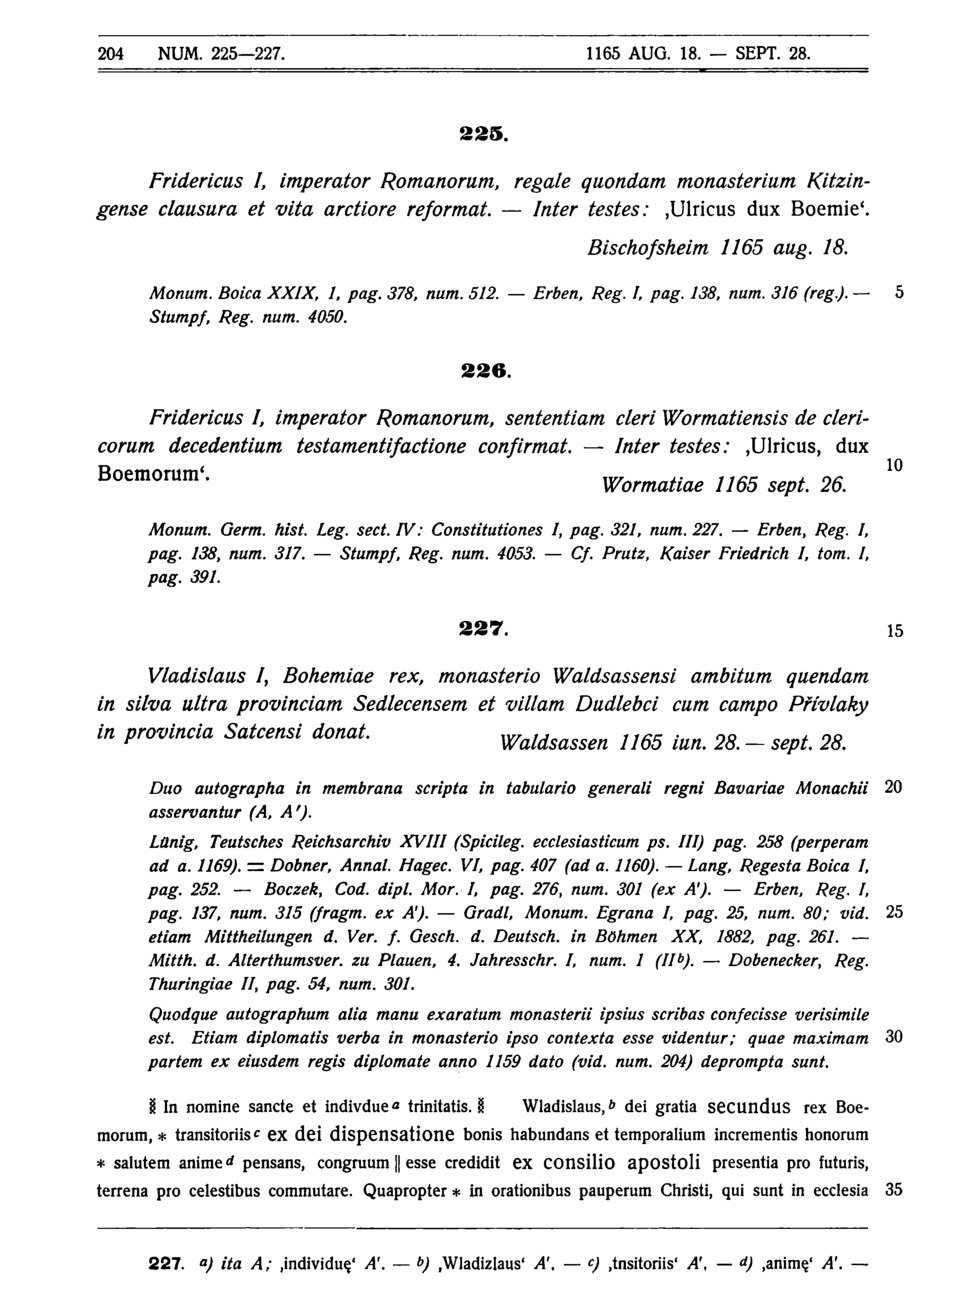 204 NUM. 225—227. 1165 AUG. 18. — SEPT. 28.
225.
Fridericus I, imperator Romanorum, regale quondam monasterium Kitzin-
gense clausura et vita arctiore reformat. — Inter testes: ‚Ulricus dux Boemie‘.
Bischofsheim 1165 aug. 18.
Monum. Boica XXIX, 1, pag. 378, num. 512. — Erben, Reg. I, pag. 138, num. 316 (reg.). — 5
Stumpf, Reg. num. 4050.
226.
Fridericus I, imperator Romanorum, sententiam cleri Wormatiensis de cleri-
corum decedentium testamentifactione confirmat. — Inter testes: ‚Ulricus, dux
Boemorum‘. 10
Wormatiae 1165 sept. 26.
Monum. Germ. hist. Leg. sect. IV: Constitutiones I, pag. 321, num. 227. — Erben, Reg. I,
pag. 138, num. 317. — Stumpf, Reg. num. 4053. — Cf. Prutz, Kaiser Friedrich I, tom. I,
pag. 391.
227. 15
Vladislaus I, Bohemiae rex, monasterio Waldsassensi ambitum quendam
in silva ultra provinciam Sedlecensem et villam Dudlebci cum campo Přívlaky
in provincia Satcensi donat.
Waldsassen 1165 iun. 28. — sept. 28.
Duo autographa in membrana scripta in tabulario generali regni Bavariae Monachii 20
asservantur (A, A').
Lünig, Teutsches Reichsarchiv XVIII (Spicileg. ecclesiasticum ps. III) pag. 258 (perperam
ad a. 1169). = Dobner, Annal. Hagec. VI, pag. 407 (ad a. 1160). — Lang, Regesta Boica I,
pag. 252. — Boczek, Cod. dipl. Mor. I, pag. 276, num. 301 (ex A'). — Erben, Reg. I,
pag. 137, num. 315 (fragm. ex A'). — Gradl, Monum. Egrana I, pag. 25, num. 80; vid. 25
etiam Mittheilungen d. Ver. f. Gesch. d. Deutsch. in Böhmen XX, 1882, pag. 261. —
Mitth. d. Alterthumsver. zu Plauen, 4. Jahresschr. I, num. 1 (IIb). — Dobenecker, Reg.
Thuringiae II, pag. 54, num. 301.
Quodque autographum alia manu exaratum monasterii ipsius scribas confecisse verisimile
est. Etiam diplomatis verba in monasterio ipso contexta esse videntur; quae maximam 30
partem ex eiusdem regis diplomate anno 1159 dato (vid. num. 204) deprompta sunt.
§ In nomine sancte et indivdue a trinitatis. § Wladislaus, b dei gratia secundus rex Boe-
morum, * transitoriis c ex dei dispensatione bonis habundans et temporalium incrementis honorum
* salutem anime d pensans, congruum || esse credidit ex consilio apostoli presentia pro futuris,
terrena pro celestibus commutare. Quapropter * in orationibus pauperum Christi, qui sunt in ecclesia 35
227. a) ita A; ‚individuę‘ A'. — b) ‚Wladizlaus‘ A'. — c) ‚tnsitoriis‘ A'. — d) ‚animę‘ A'. —